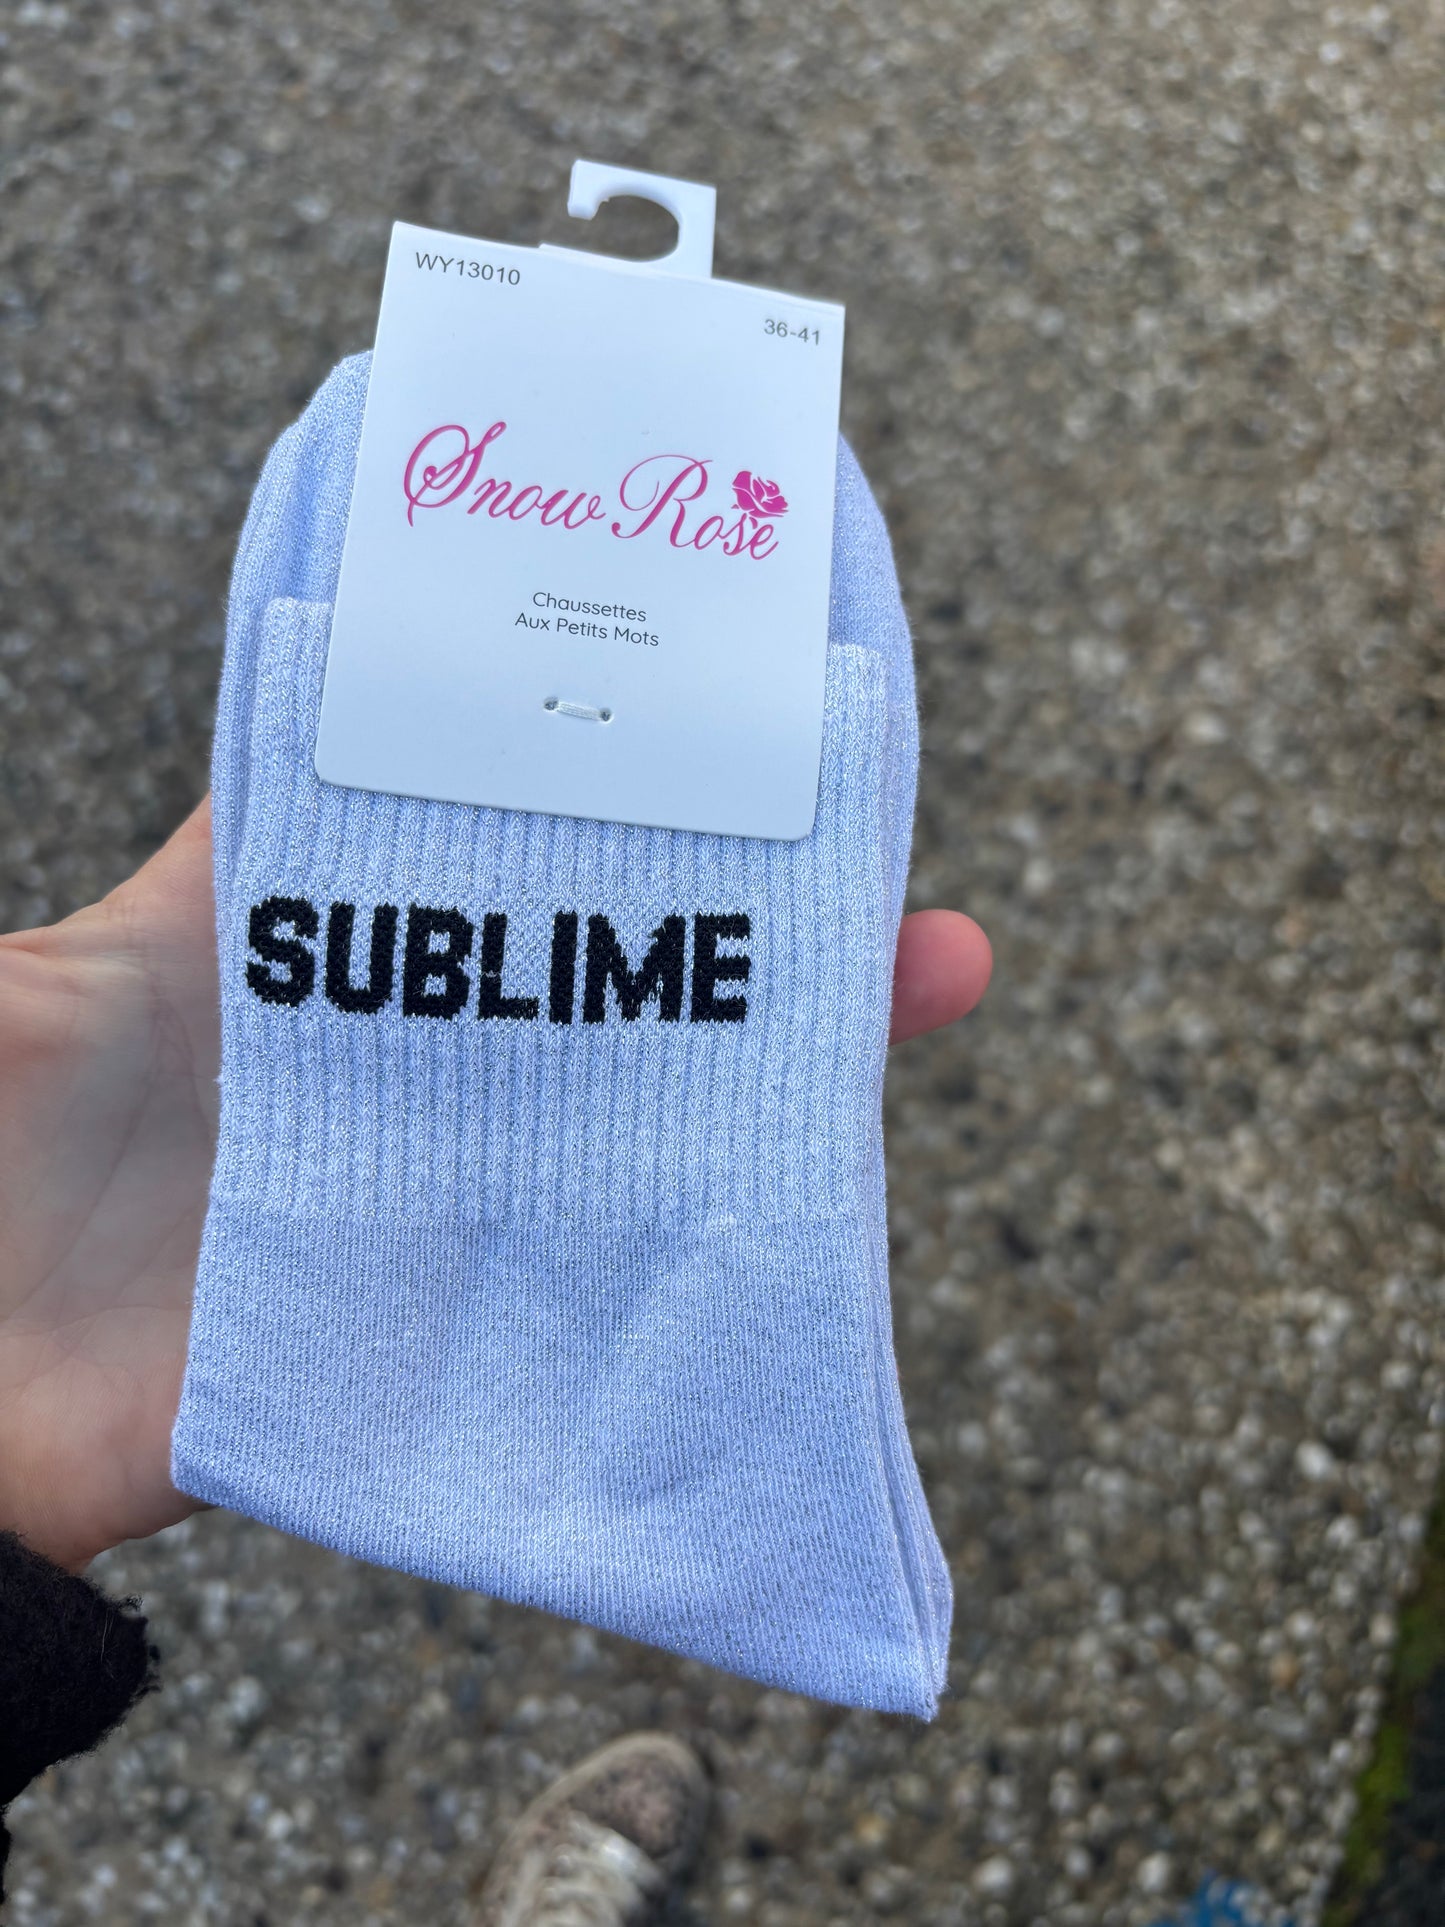 WY13010
36-41
Snow Rose
Chaussettes
Aux Petits Mots
SUBLIME